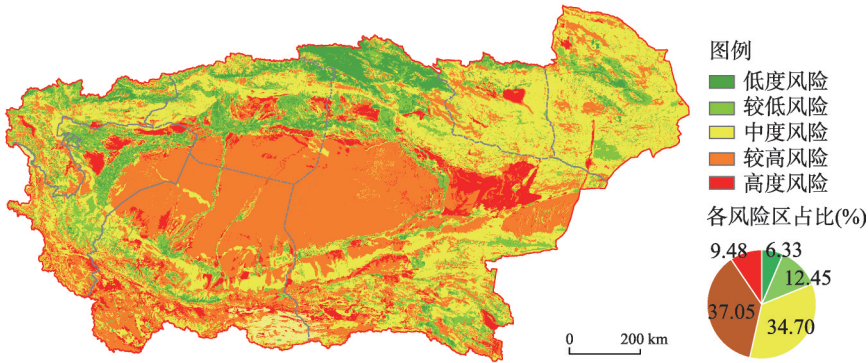 图例
低度风险
较低风险
中度风险
较高风险
高度风险
各风险区占比(%)
9.48
6.33
12.45
37.05
34.70
0 200 km